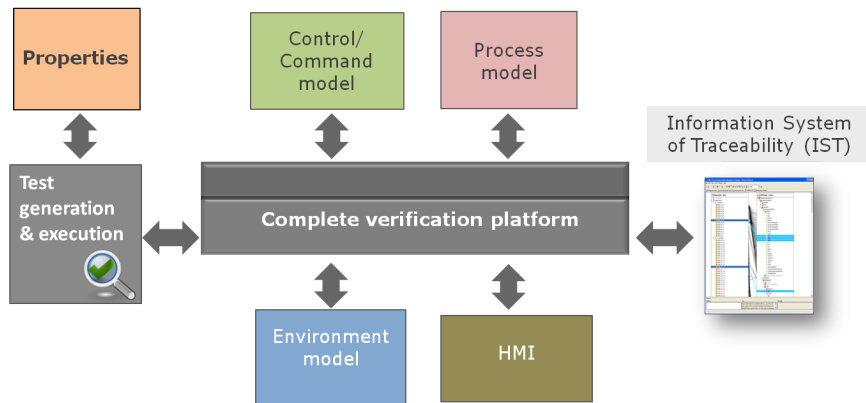 Properties
Control/
Command
model
Process
model
Information System
of Traceability (IST)
Test
generation
& execution
Complete verification platform
Environment
model
HMI